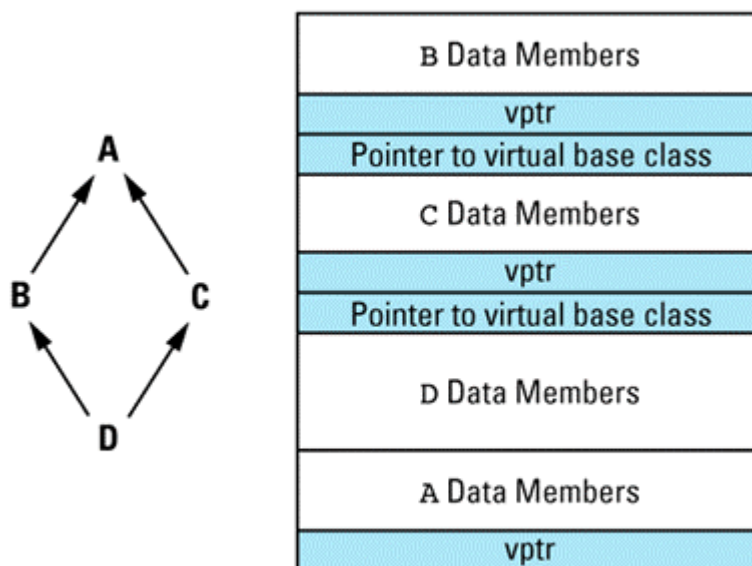 A
B
C
D
B Data Members
vptr
Pointer to virtual base class
C Data Members
vptr
Pointer to virtual base class
D Data Members
A Data Members
vptr